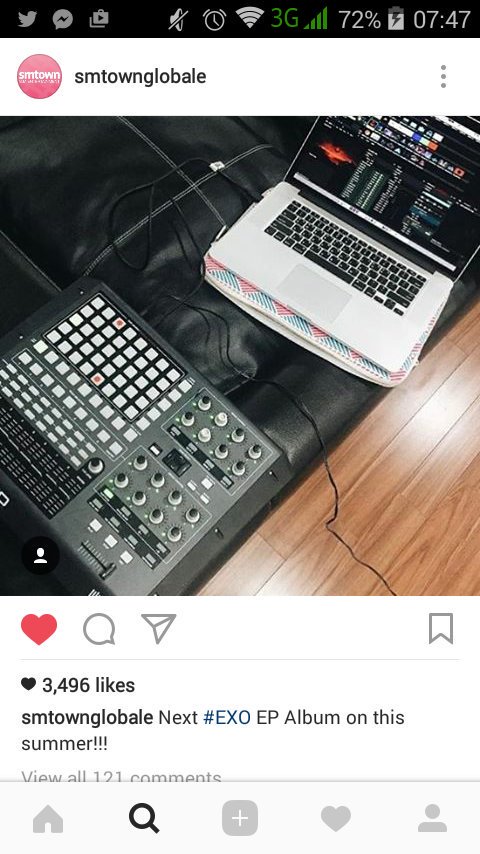 3G 72% 07:47
smtown
smtownglobale
3,496 likes
smtownglobale Next #EXO EP Album on this
summer!!!
View all 121 comments